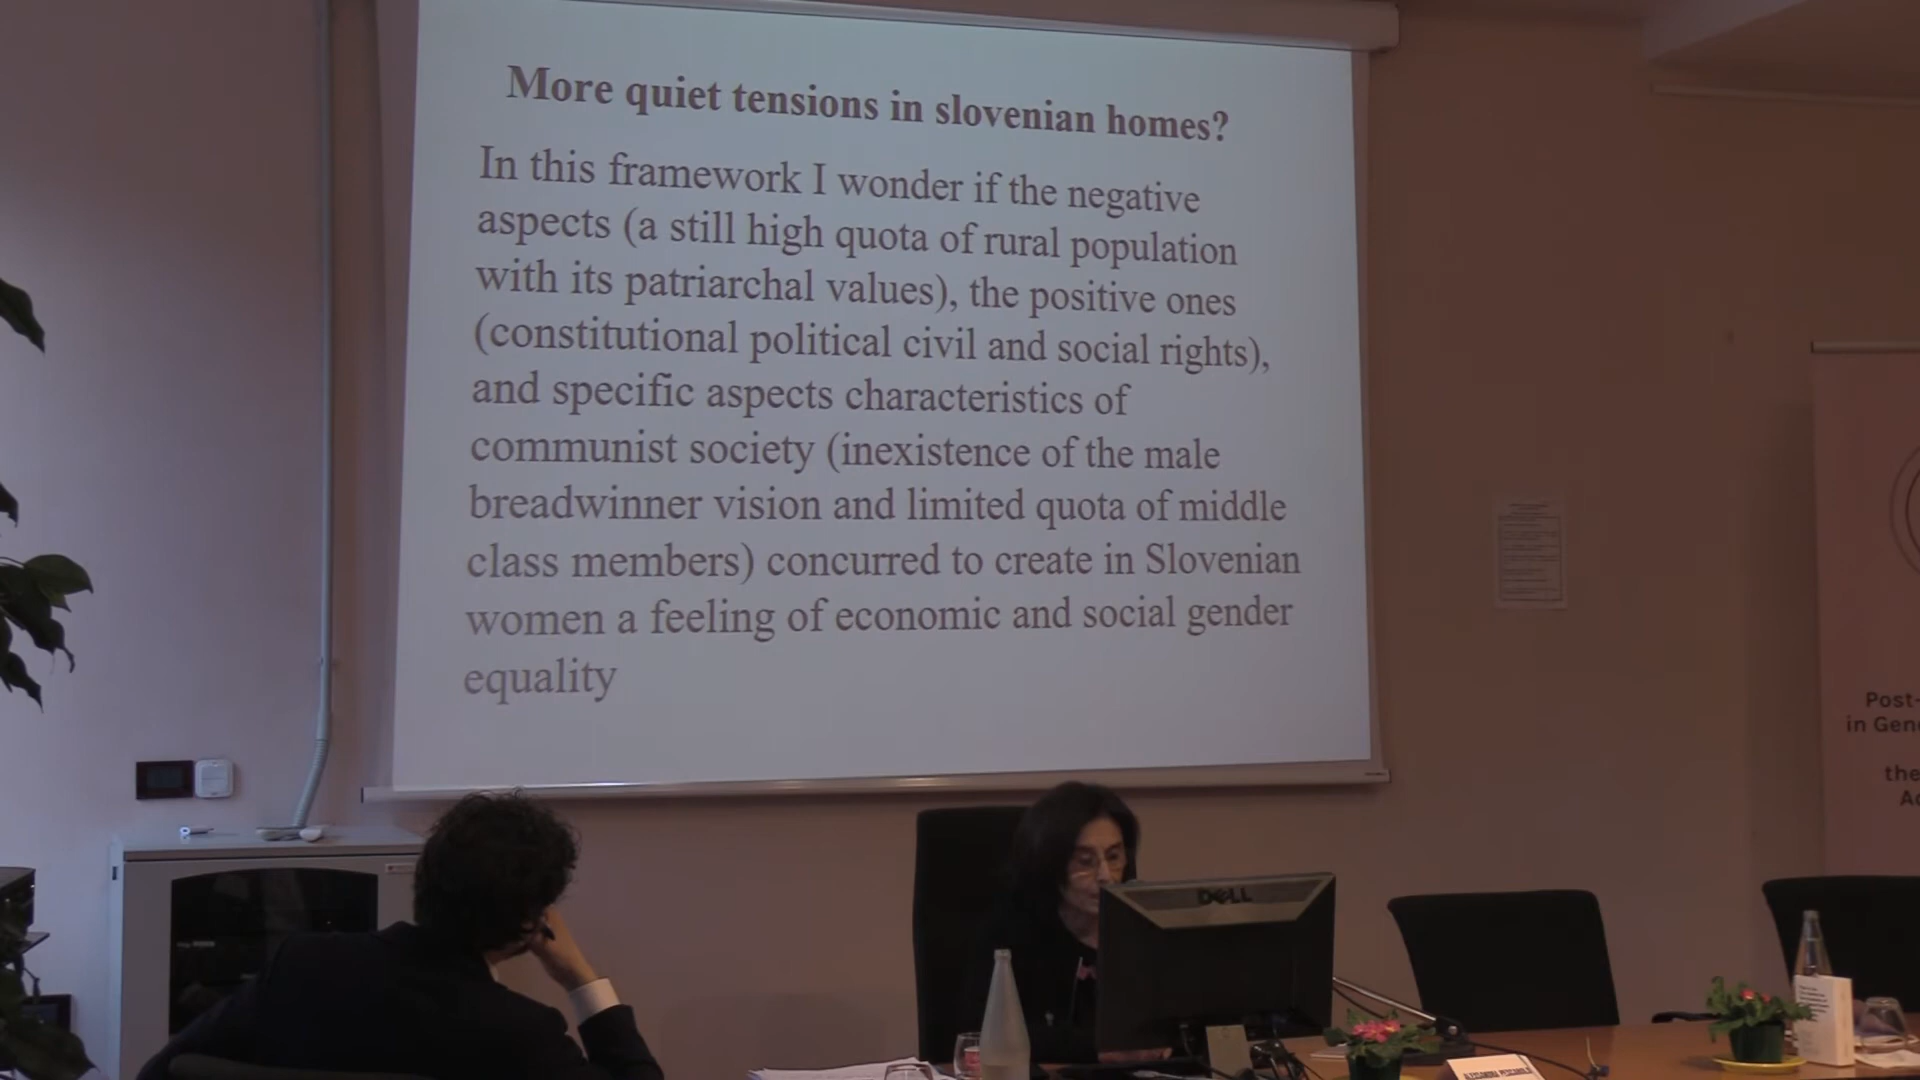 More quiet tensions in slovenian homes?
In this framework I wonder if the negative
aspects (a still high quota of rural population
with its patriarchal values), the positive ones
(constitutional political civil and social rights),
and specific aspects characteristics of
communist society (inexistence of the male
breadwinner vision and limited quota of middle
class members) concurred to create in Slovenian
women a feeling of economic and social gender
equality
Post-
in Gen
the
DELL